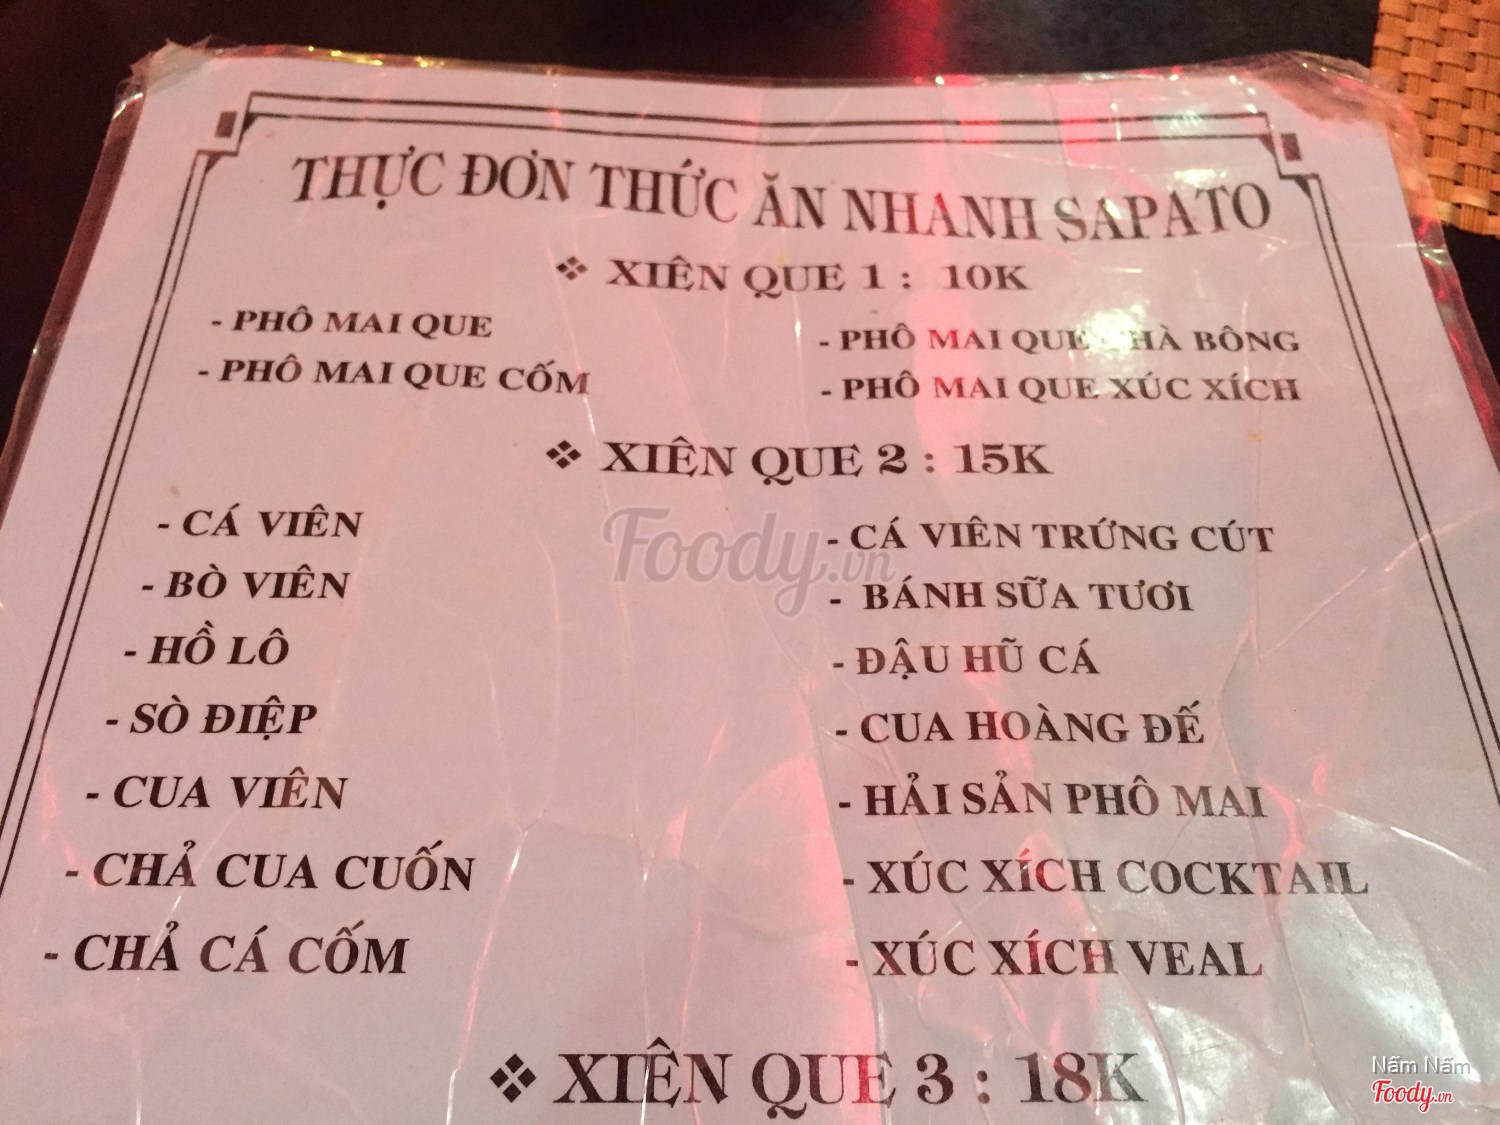 THỰC ĐƠN THỨC ĂN NHANH SAPATO
❖ XIÊN QUE 1 : 10K
- PHÔ MAI QUE
- PHÔ MAI QUE CỐM
- PHÔ MAI QUE CHÀ BÔNG
- PHÔ MAI QUE XÚC XÍCH
❖ XIÊN QUE 2 : 15K
- CÁ VIÊN
- BÒ VIÊN
- HỒ LÔ
- SÒ ĐIỆP
- CUA VIÊN
- CHẢ CUA CUỐN
- CHẢ CÁ CỐM
- CÁ VIÊN TRỨNG CÚT
- BÁNH SỮA TƯƠI
- ĐẬU HŨ CÁ
- CUA HOÀNG ĐẾ
- HẢI SẢN PHÔ MAI
- XÚC XÍCH COCKTAIL
- XÚC XÍCH VEAL
❖ XIÊN QUE 3 : 18K
Foody.vn
Nấm Nấm
Foody.vn